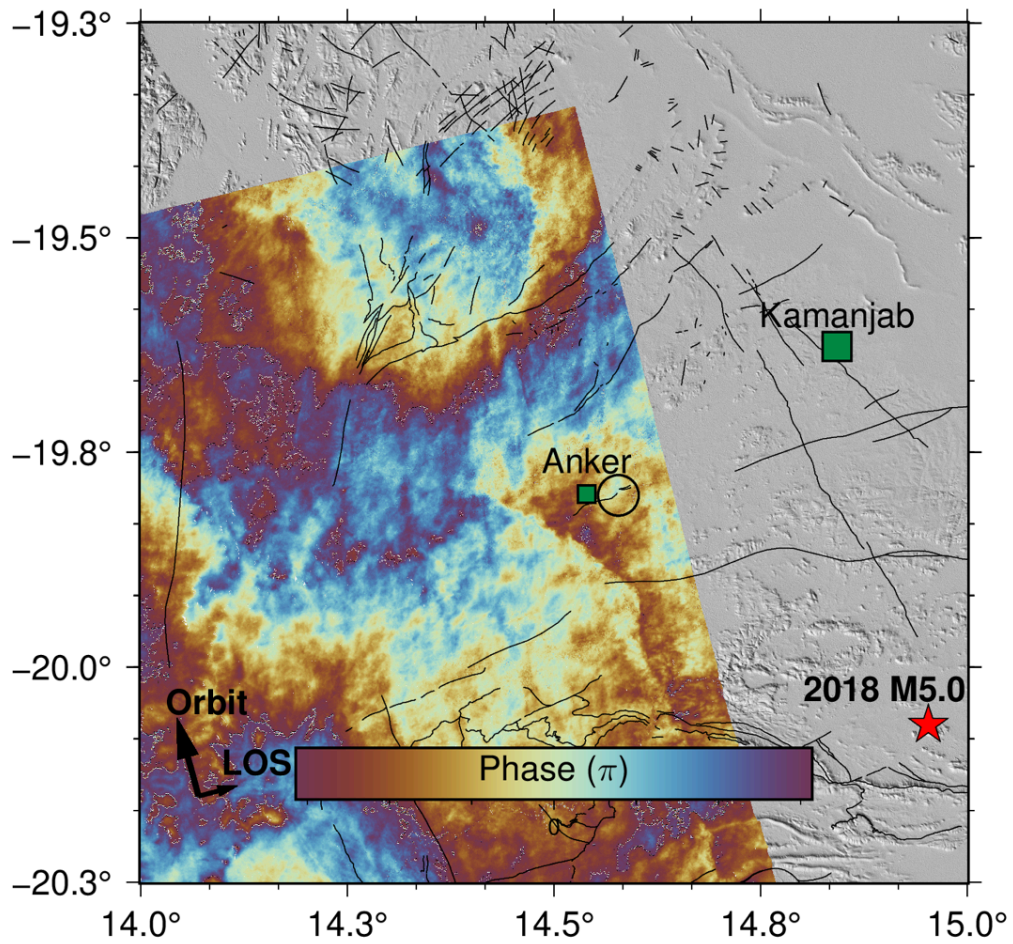 −19.3°
−19.5°
Kamanjab
−19.8°
Anker
−20.0°
2018 M5.0
Orbit
LOS
Phase (π)
−20.3°
14.0° 14.3° 14.5° 14.8° 15.0°